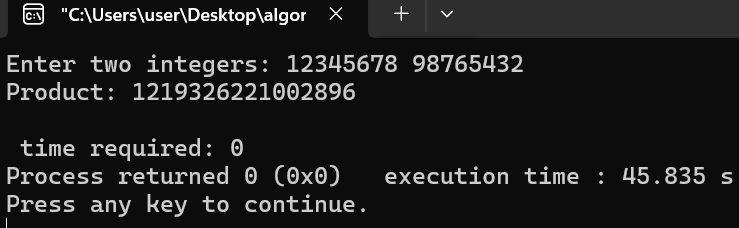 "C:\Users\user\Desktop\algor
Enter two integers: 12345678 98765432
Product: 1219326221002896
time required: 0
Process returned 0 (0x0)   execution time : 45.835 s
Press any key to continue.